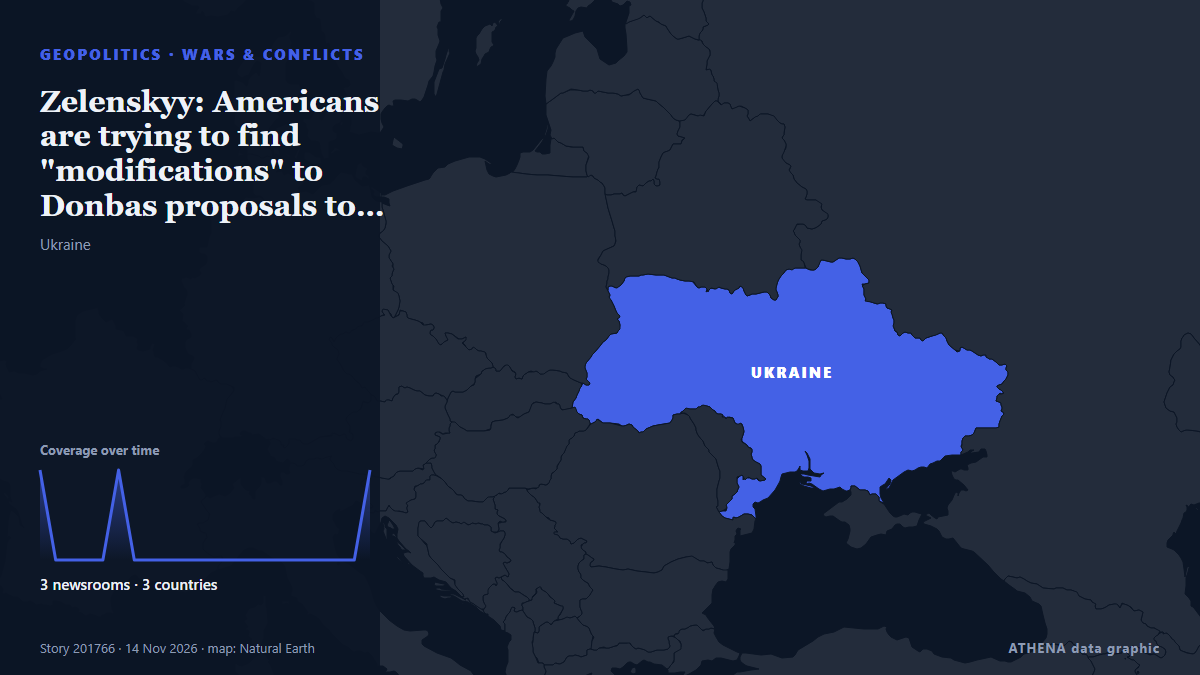 GEOPOLITICS · WARS & CONFLICTS
Zelenskyy: Americans
are trying to find
"modifications" to
Donbas proposals to...
Ukraine
UKRAINE
Coverage over time
3 newsrooms · 3 countries
Story 201766 · 14 Nov 2026 · map: Natural Earth
ATHENA data graphic